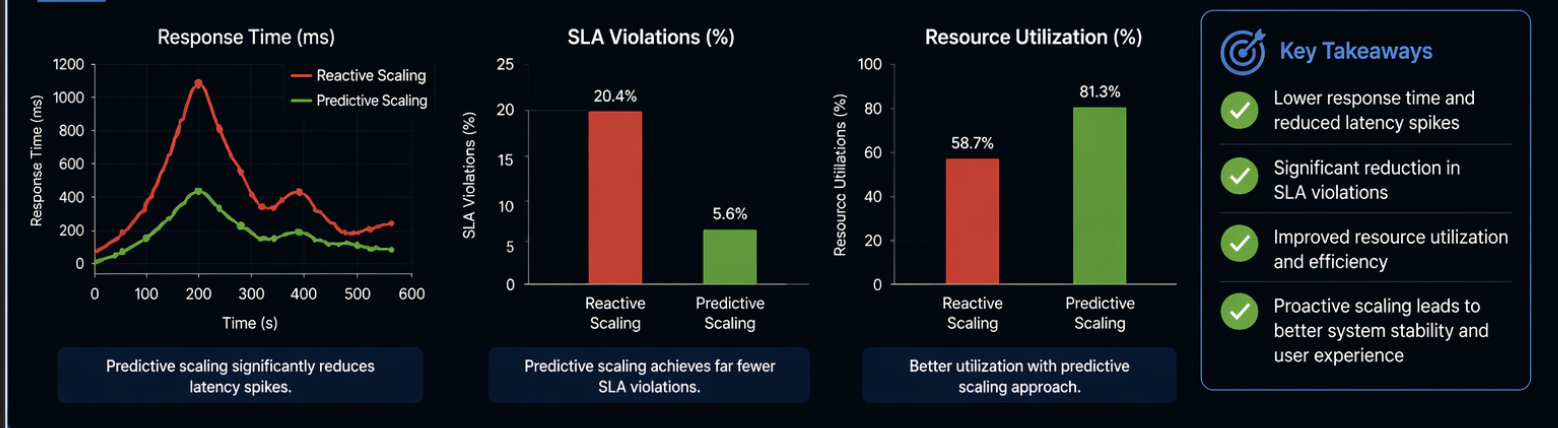 Response Time (ms)
Response Time (ms)
1200
1000
800
600
400
200
0
0 100 200 300 400 500 600
Time (s)
Reactive Scaling
Predictive Scaling
Predictive scaling significantly reduces
latency spikes.
SLA Violations (%)
SLA Violations (%)
25
20
15
10
5
0
20.4%
5.6%
Reactive
Scaling
Predictive
Scaling
Predictive scaling achieves far fewer
SLA violations.
Resource Utilization (%)
Resourco Utiliations (%)
100
80
60
40
20
0
58.7%
81.3%
Reactive
Scaling
Predictive
Scaling
Better utilization with predictive
scaling approach.
Key Takeaways
Lower response time and
reduced latency spikes
Significant reduction in
SLA violations
Improved resource utilization
and efficiency
Proactive scaling leads to
better system stability and
user experience